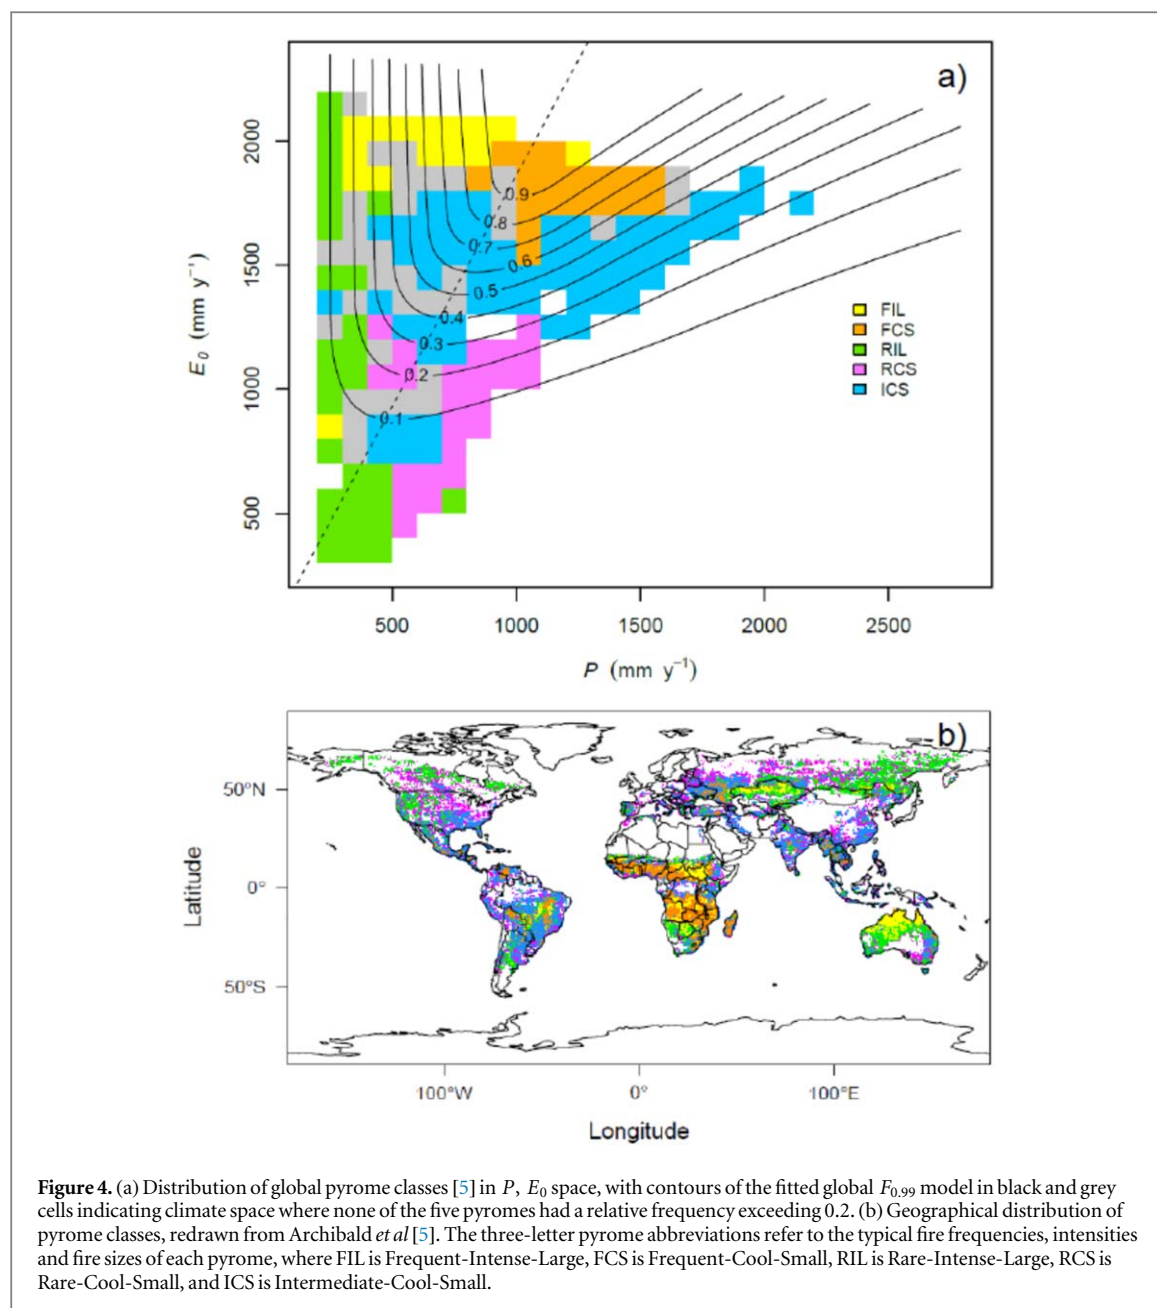 a)
2000
1500
1000
500
E₀ (mm y⁻¹)
0.9
0.8
0.7
0.6
0.5
0.4
0.3
0.2
0.1
FIL
FCS
RIL
RCS
ICS
500 1000 1500 2000 2500
P (mm y⁻¹)
b)
50°N
0°
50°S
Latitude
100°W 0° 100°E
Longitude
Figure 4. (a) Distribution of global pyrome classes [5] in P, E₀ space, with contours of the fitted global F₀.₉₉ model in black and grey
cells indicating climate space where none of the five pyromes had a relative frequency exceeding 0.2. (b) Geographical distribution of
pyrome classes, redrawn from Archibald et al [5]. The three-letter pyrome abbreviations refer to the typical fire frequencies, intensities
and fire sizes of each pyrome, where FIL is Frequent-Intense-Large, FCS is Frequent-Cool-Small, RIL is Rare-Intense-Large, RCS is
Rare-Cool-Small, and ICS is Intermediate-Cool-Small.